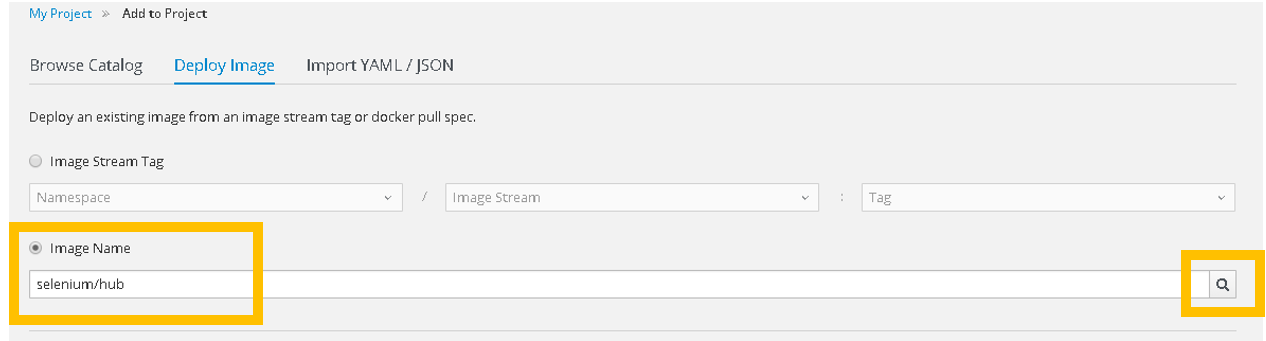 My Project » Add to Project
Browse Catalog Deploy Image Import YAML / JSON
Deploy an existing image from an image stream tag or docker pull spec.
Image Stream Tag
Namespace / Image Stream : Tag
Image Name
selenium/hub